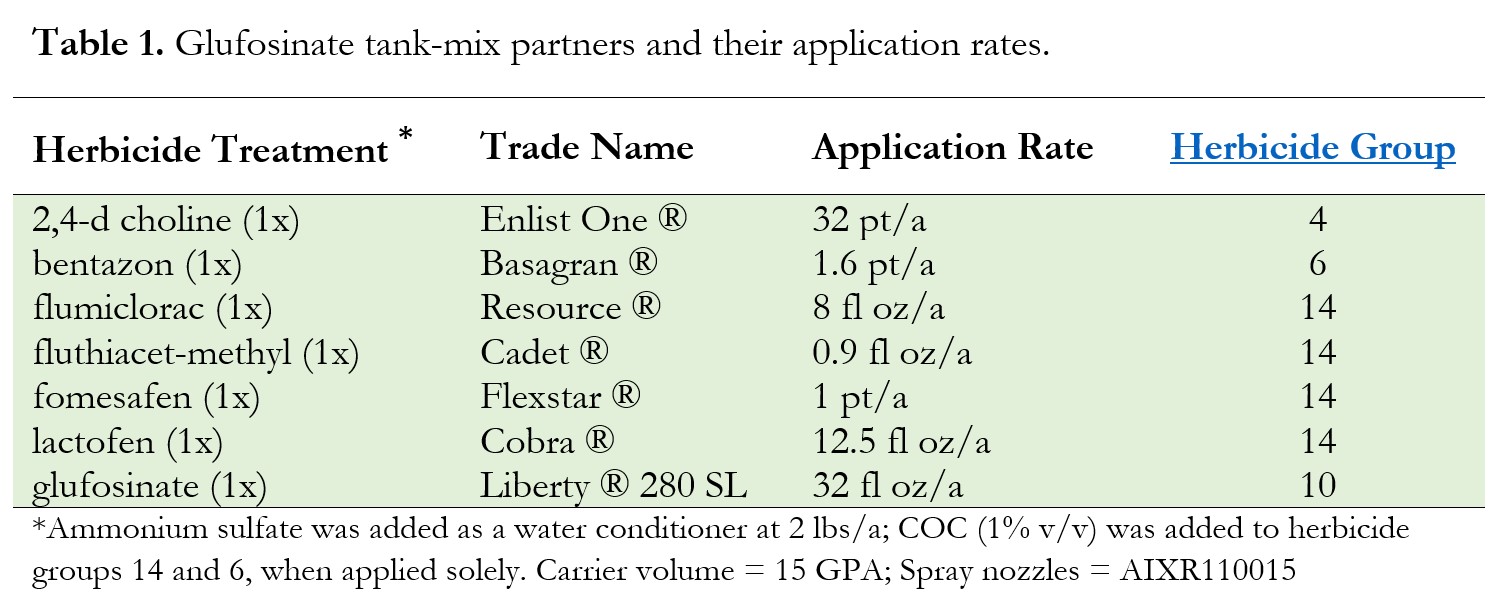 Table 1. Glufosinate tank-mix partners and their application rates.
Herbicide Treatment * Trade Name Application Rate Herbicide Group
2,4-d choline (1x) Enlist One ® 32 pt/a 4
bentazon (1x) Basagran ® 1.6 pt/a 6
flumiclorac (1x) Resource ® 8 fl oz/a 14
fluthiacet-methyl (1x) Cadet ® 0.9 fl oz/a 14
fomesafen (1x) Flexstar ® 1 pt/a 14
lactofen (1x) Cobra ® 12.5 fl oz/a 14
glufosinate (1x) Liberty ® 280 SL 32 fl oz/a 10
*Ammonium sulfate was added as a water conditioner at 2 lbs/a; COC (1% v/v) was added to herbicide
groups 14 and 6, when applied solely. Carrier volume = 15 GPA; Spray nozzles = AIXR110015